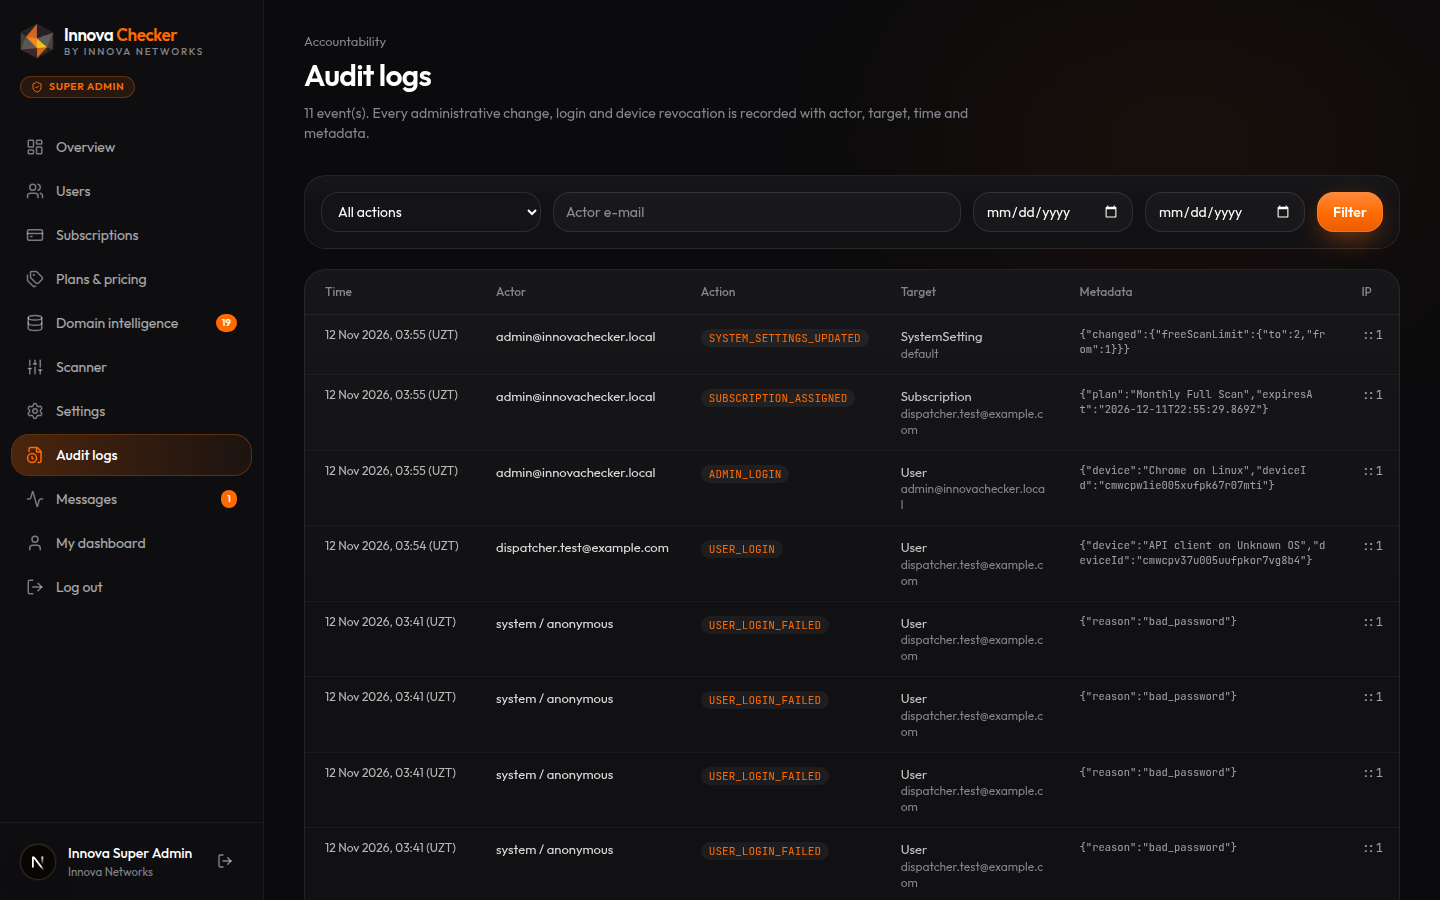 Innova Checker
BY INNOVA NETWORKS
SUPER ADMIN
Overview
Users
Subscriptions
Plans & pricing
Domain intelligence 19
Scanner
Settings
Audit logs
Messages 1
My dashboard
Log out
N
Innova Super Admin
Innova Networks
Accountability
Audit logs
11 event(s). Every administrative change, login and device revocation is recorded with actor, target, time and
metadata.
All actions Actor e-mail mm/dd/yyyy mm/dd/yyyy Filter
Time Actor Action Target Metadata IP
12 Nov 2026, 03:55 (UZT) admin@innovachecker.local SYSTEM_SETTINGS_UPDATED SystemSetting {"changed":{"freeScanLimit":{"to":2,"fr ::1
default om":1}}}
12 Nov 2026, 03:55 (UZT) admin@innovachecker.local SUBSCRIPTION_ASSIGNED Subscription {"plan":"Monthly Full Scan","expiresA ::1
dispatcher.test@example.c t":"2026-12-11T22:55:29.869Z"}
om
12 Nov 2026, 03:55 (UZT) admin@innovachecker.local ADMIN_LOGIN User {"device":"Chrome on Linux","deviceI ::1
admin@innovachecker.loca d":"cmwcpw1ie005xufpk67r07mti"}
l
12 Nov 2026, 03:54 (UZT) dispatcher.test@example.com USER_LOGIN User {"device":"API client on Unknown OS","d ::1
dispatcher.test@example.c eviceId":"cmwcpv37u005uufpkor7vg8b4"}
om
12 Nov 2026, 03:41 (UZT) system / anonymous USER_LOGIN_FAILED User {"reason":"bad_password"} ::1
dispatcher.test@example.c
om
12 Nov 2026, 03:41 (UZT) system / anonymous USER_LOGIN_FAILED User {"reason":"bad_password"} ::1
dispatcher.test@example.c
om
12 Nov 2026, 03:41 (UZT) system / anonymous USER_LOGIN_FAILED User {"reason":"bad_password"} ::1
dispatcher.test@example.c
om
12 Nov 2026, 03:41 (UZT) system / anonymous USER_LOGIN_FAILED User {"reason":"bad_password"} ::1
dispatcher.test@example.c
om